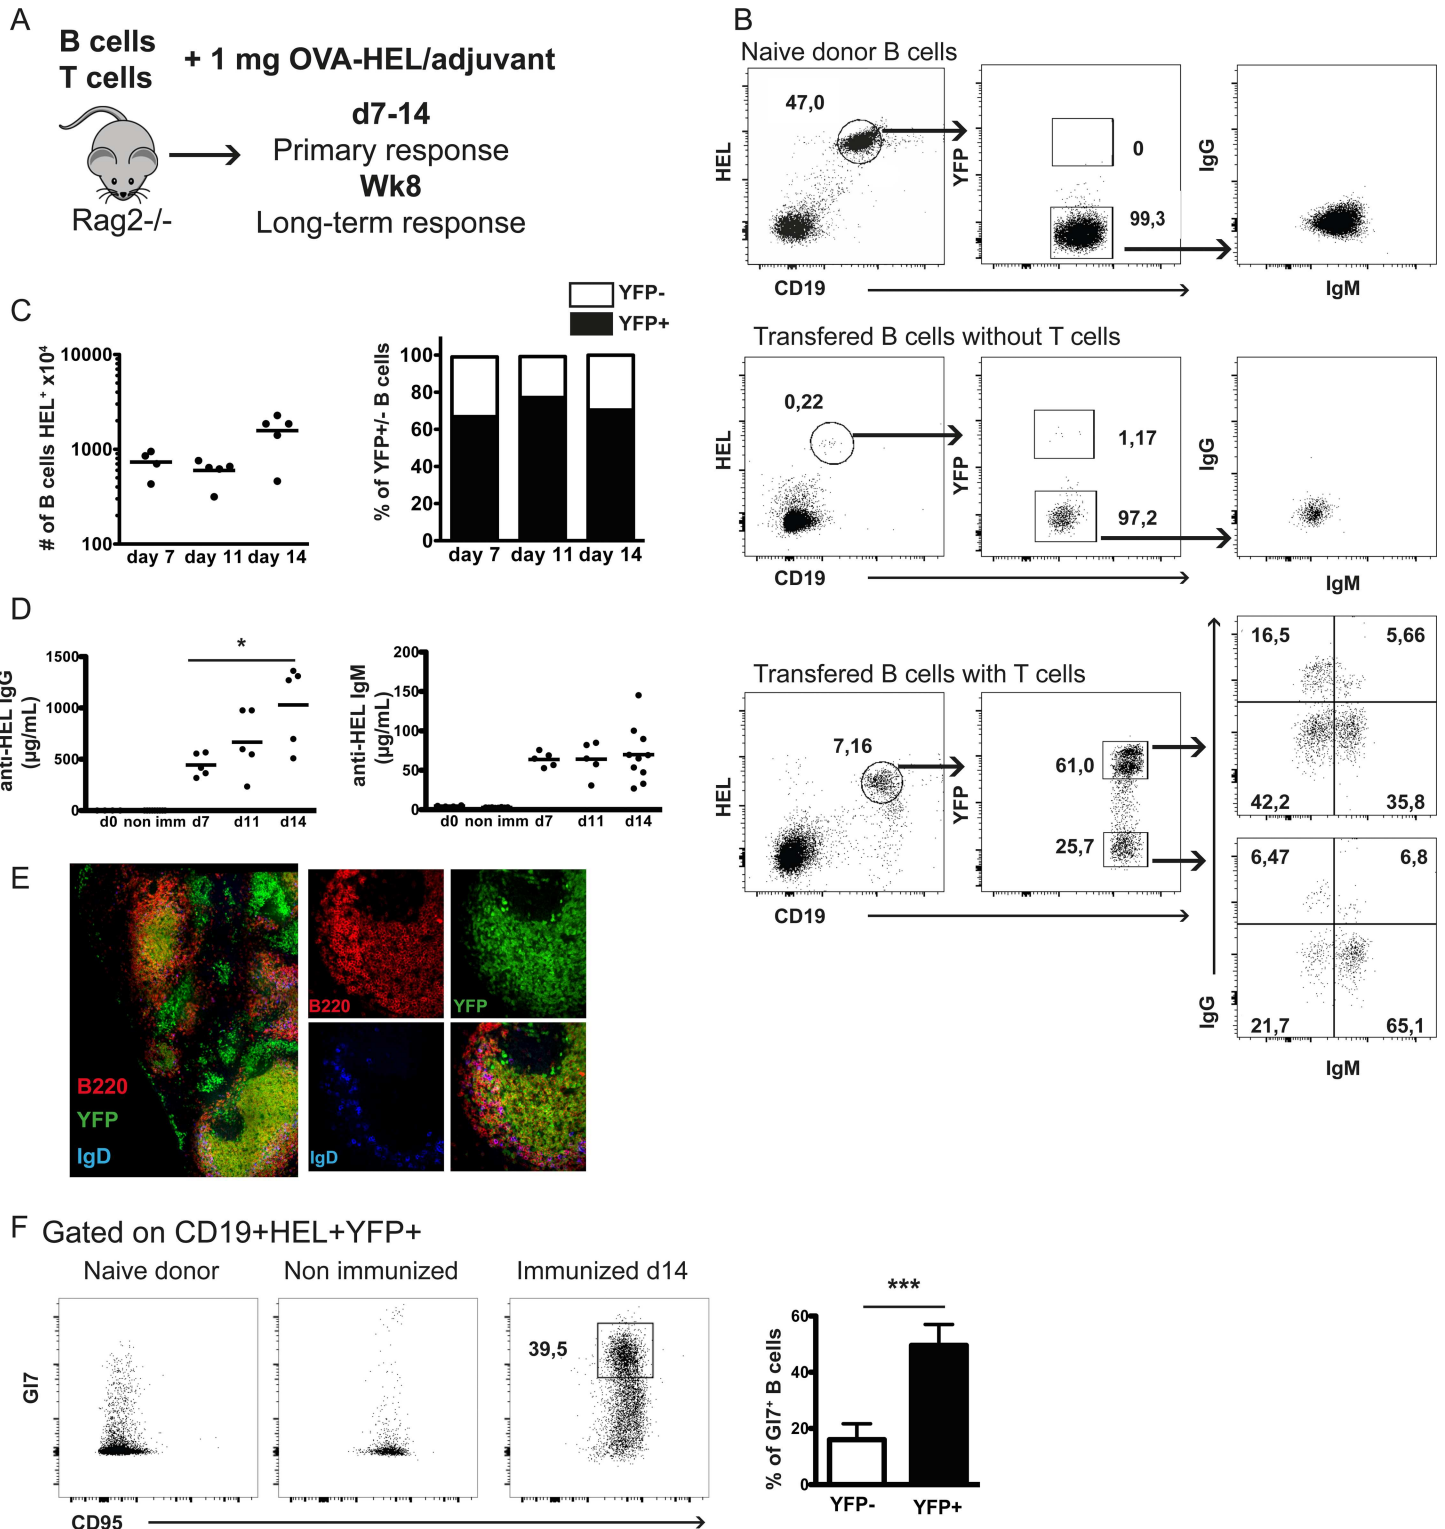 A
B cells
T cells
+ 1 mg OVA-HEL/adjuvant
d7-14
Primary response
Wk8
Long-term response
Rag2-/-
B
Naive donor B cells
47,0
HEL
CD19
YFP
0
99,3
IgG
IgM
Transfered B cells without T cells
0,22
HEL
CD19
YFP
1,17
97,2
IgG
IgM
Transfered B cells with T cells
7,16
HEL
CD19
YFP
61,0
25,7
16,5
5,66
42,2
35,8
6,47
6,8
21,7
65,1
IgG
IgM
C
# of B cells HEL+ x10⁴
10000
1000
100
day 7
day 11
day 14
YFP-
YFP+
% of YFP+/- B cells
100
80
60
40
20
0
day 7
day 11
day 14
D
anti-HEL IgG
(µg/mL)
1500
1000
500
0
*
d0
non imm
d7
d11
d14
anti-HEL IgM
(µg/mL)
200
150
100
50
0
d0
non imm
d7
d11
d14
E
B220
YFP
IgD
B220
YFP
IgD
F
Gated on CD19+HEL+YFP+
Naive donor
Non immunized
Immunized d14
39,5
Gl7
CD95
% of Gl7+ B cells
60
40
20
0
***
YFP-
YFP+